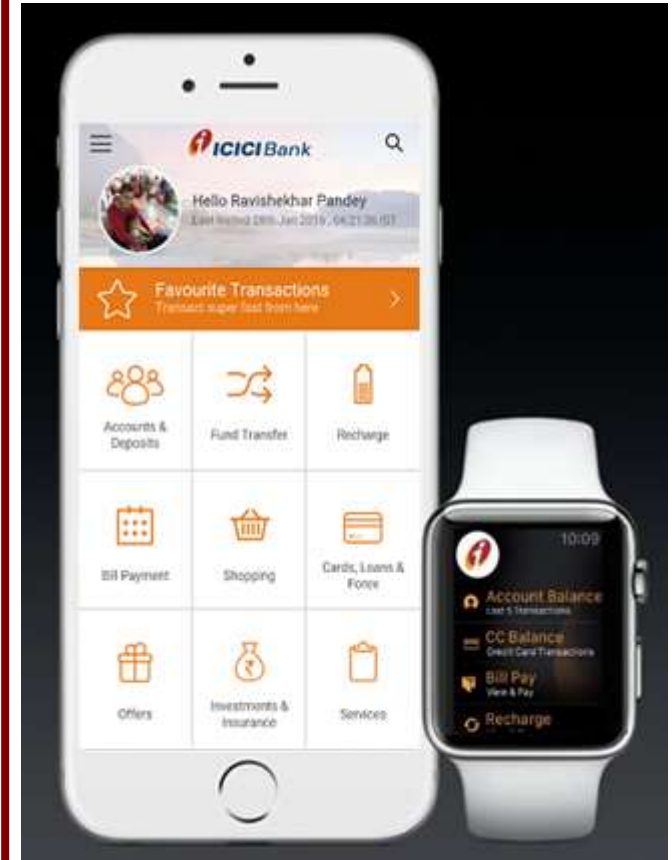 ICICI Bank
Hello Ravishekhar Pandey
Favourite Transactions
Transact super fast from here
Accounts &
Deposits
Fund Transfer
Recharge
Bill Payment
Shopping
Cards, Loans &
Forex
Offers
Investments &
Insurance
Services
10:09
Account Balance
Last 5 Transactions
CC Balance
Credit Card Transactions
Bill Pay
View & Pay
Recharge